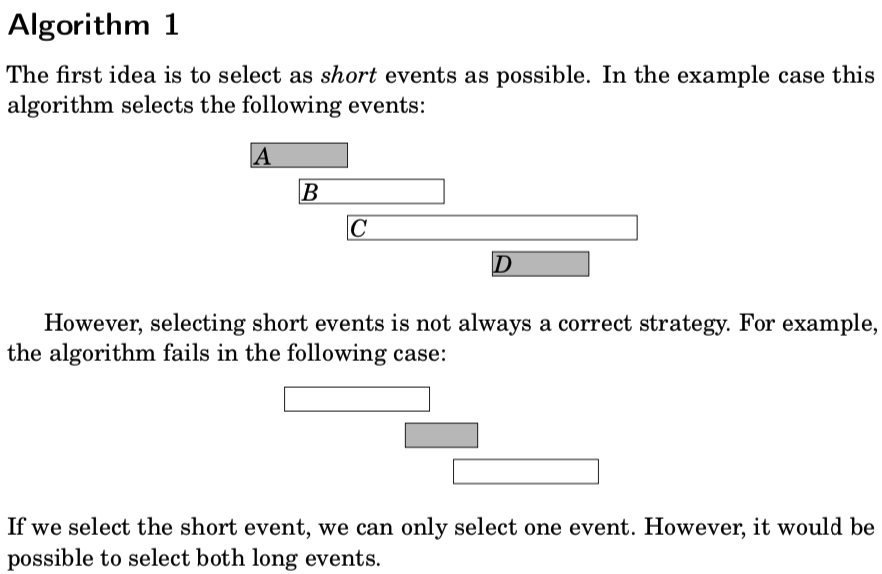 Algorithm 1
The first idea is to select as short events as possible. In the example case this
algorithm selects the following events:
A
B
C
D
However, selecting short events is not always a correct strategy. For example,
the algorithm fails in the following case:
If we select the short event, we can only select one event. However, it would be
possible to select both long events.